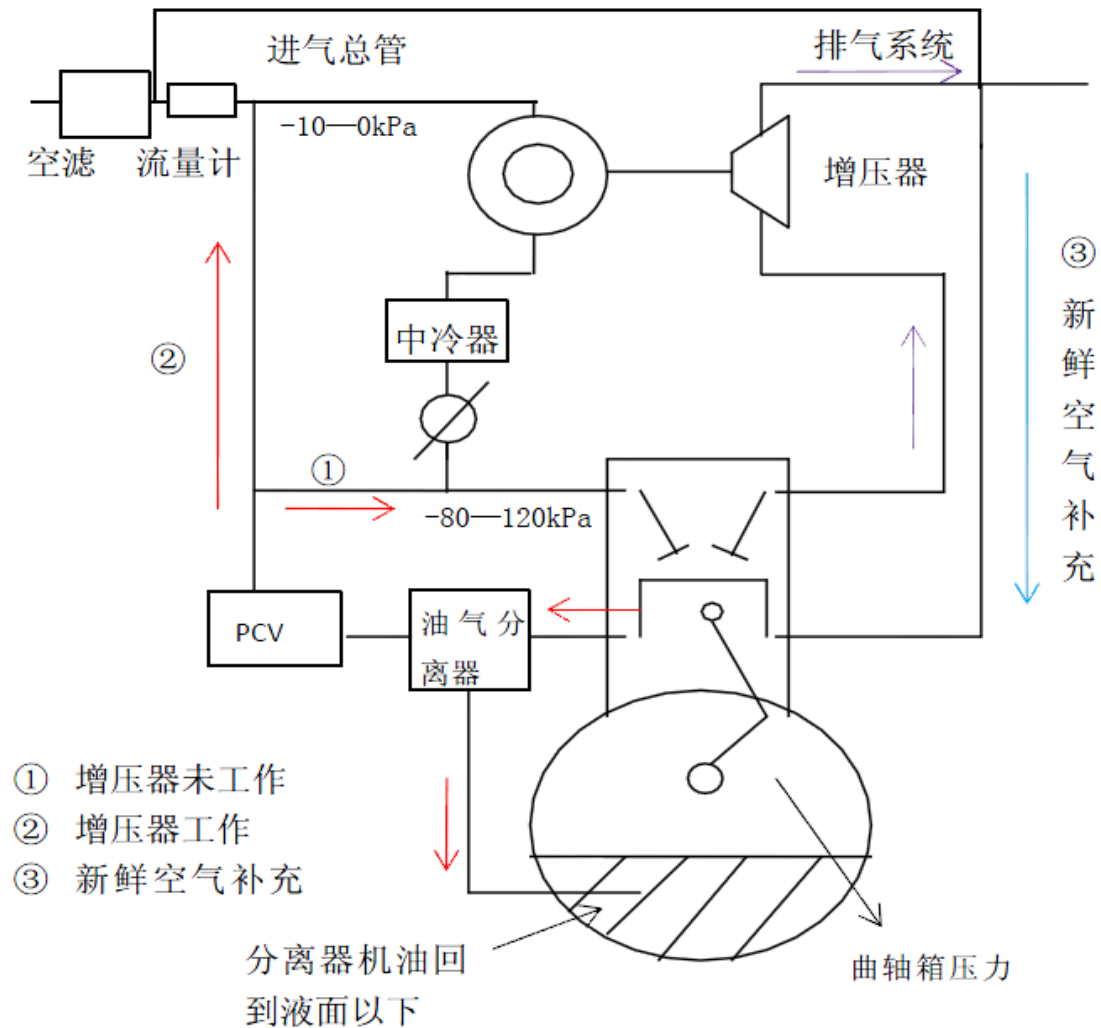 进气总管
排气系统
-10—0kPa
空滤
流量计
增压器
③
新
鲜
空
气
补
充
②
中冷器
①
-80—120kPa
PCV
油气分
离器
① 增压器未工作
② 增压器工作
③ 新鲜空气补充
分离器机油回
到液面以下
曲轴箱压力